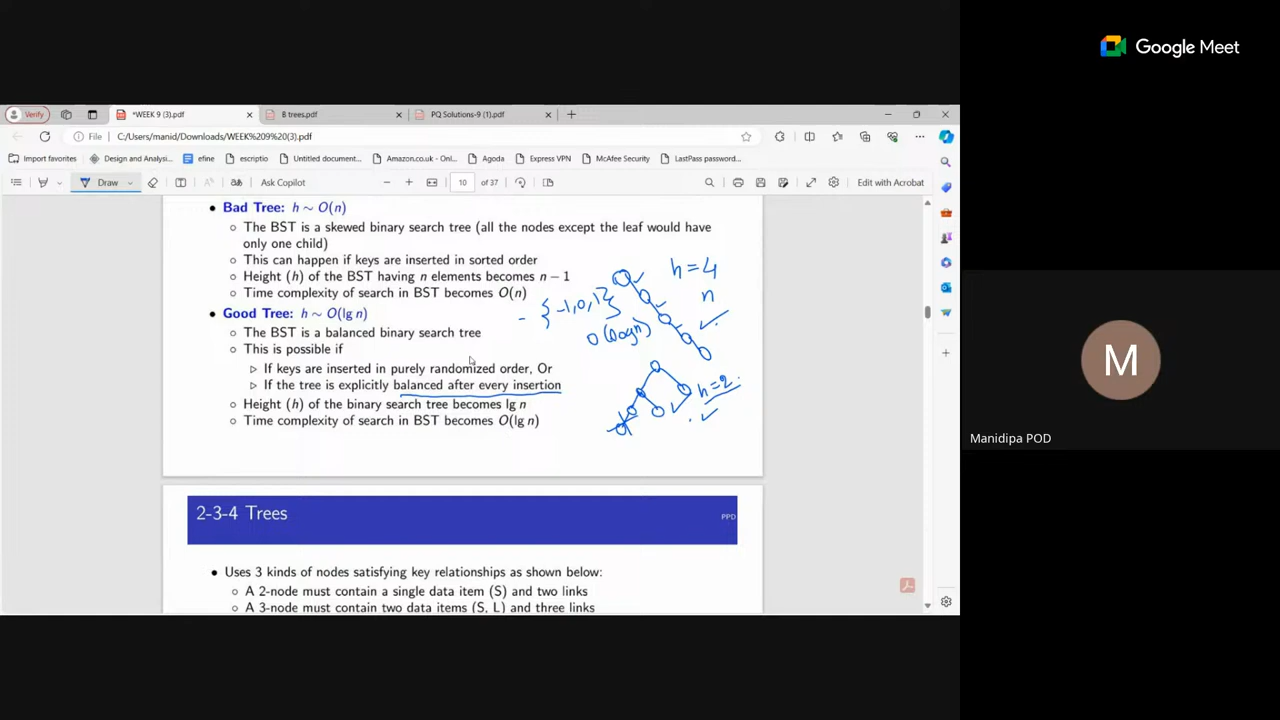 Google Meet
Verify
*WEEK 9 (3).pdf
B trees.pdf
PQ Solutions-9 (1).pdf
File
C:/Users/manid/Downloads/WEEK%209%20(3).pdf
Import favorites
Design and Analysi...
efine
escriptio
Untitled document...
Amazon.co.uk - Onl...
Agoda
Express VPN
McAfee Security
LastPass password...
Draw
Ask Copilot
10 of 37
Edit with Acrobat
• Bad Tree: h ∼ O(n)
The BST is a skewed binary search tree (all the nodes except the leaf would have
only one child)
This can happen if keys are inserted in sorted order
Height (h) of the BST having n elements becomes n − 1
Time complexity of search in BST becomes O(n)
h=4
n
{-1,0,1}
O(logn)
• Good Tree: h ∼ O(lg n)
The BST is a balanced binary search tree
This is possible if
If keys are inserted in purely randomized order, Or
If the tree is explicitly balanced after every insertion
Height (h) of the binary search tree becomes lg n
Time complexity of search in BST becomes O(lg n)
h=2
2-3-4 Trees
PPD
• Uses 3 kinds of nodes satisfying key relationships as shown below:
A 2-node must contain a single data item (S) and two links
A 3-node must contain two data items (S, L) and three links
M
Manidipa POD